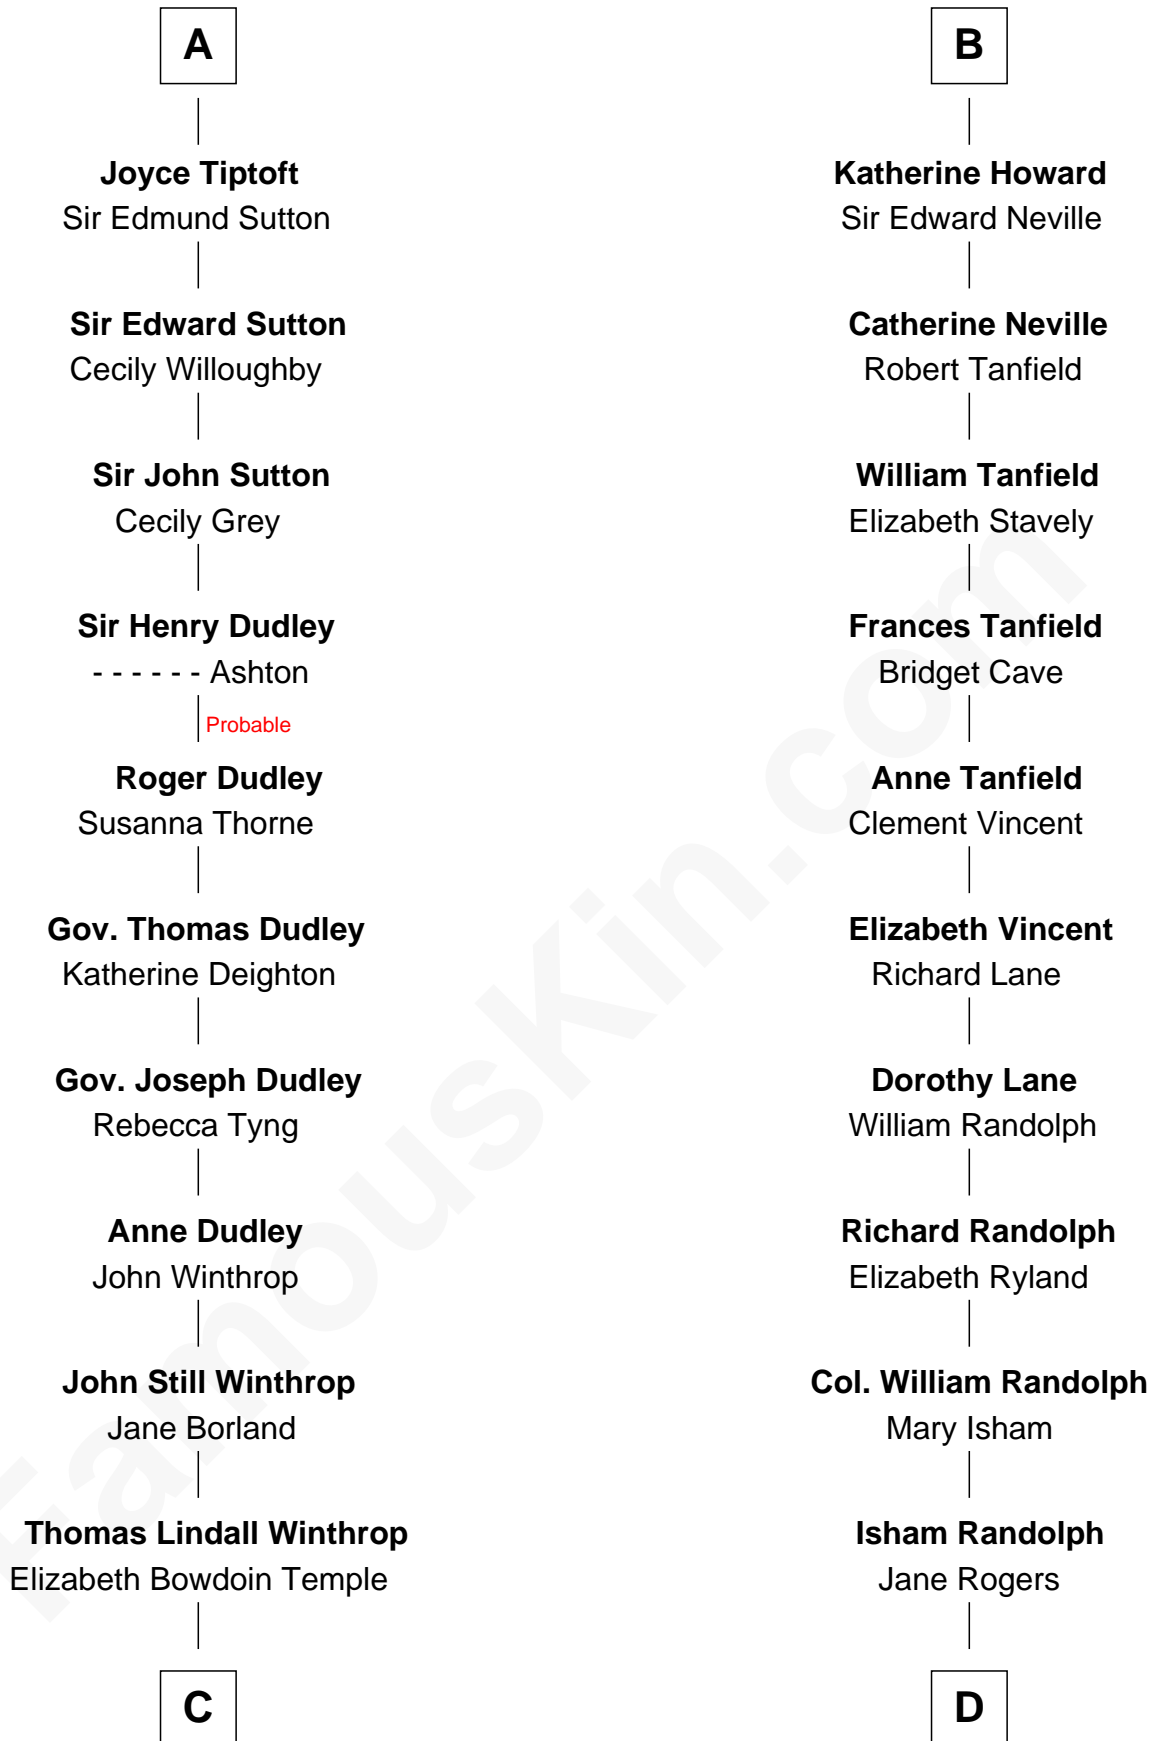 A
Joyce Tiptoft
Sir Edmund Sutton
Sir Edward Sutton
Cecily Willoughby
Sir John Sutton
Cecily Grey
Sir Henry Dudley
- - - - - - Ashton
Probable
Roger Dudley
Susanna Thorne
Gov. Thomas Dudley
Katherine Deighton
Gov. Joseph Dudley
Rebecca Tyng
Anne Dudley
John Winthrop
John Still Winthrop
Jane Borland
Thomas Lindall Winthrop
Elizabeth Bowdoin Temple
C
B
Katherine Howard
Sir Edward Neville
Catherine Neville
Robert Tanfield
William Tanfield
Elizabeth Stavely
Frances Tanfield
Bridget Cave
Anne Tanfield
Clement Vincent
Elizabeth Vincent
Richard Lane
Dorothy Lane
William Randolph
Richard Randolph
Elizabeth Ryland
Col. William Randolph
Mary Isham
Isham Randolph
Jane Rogers
D
FamousKin.com